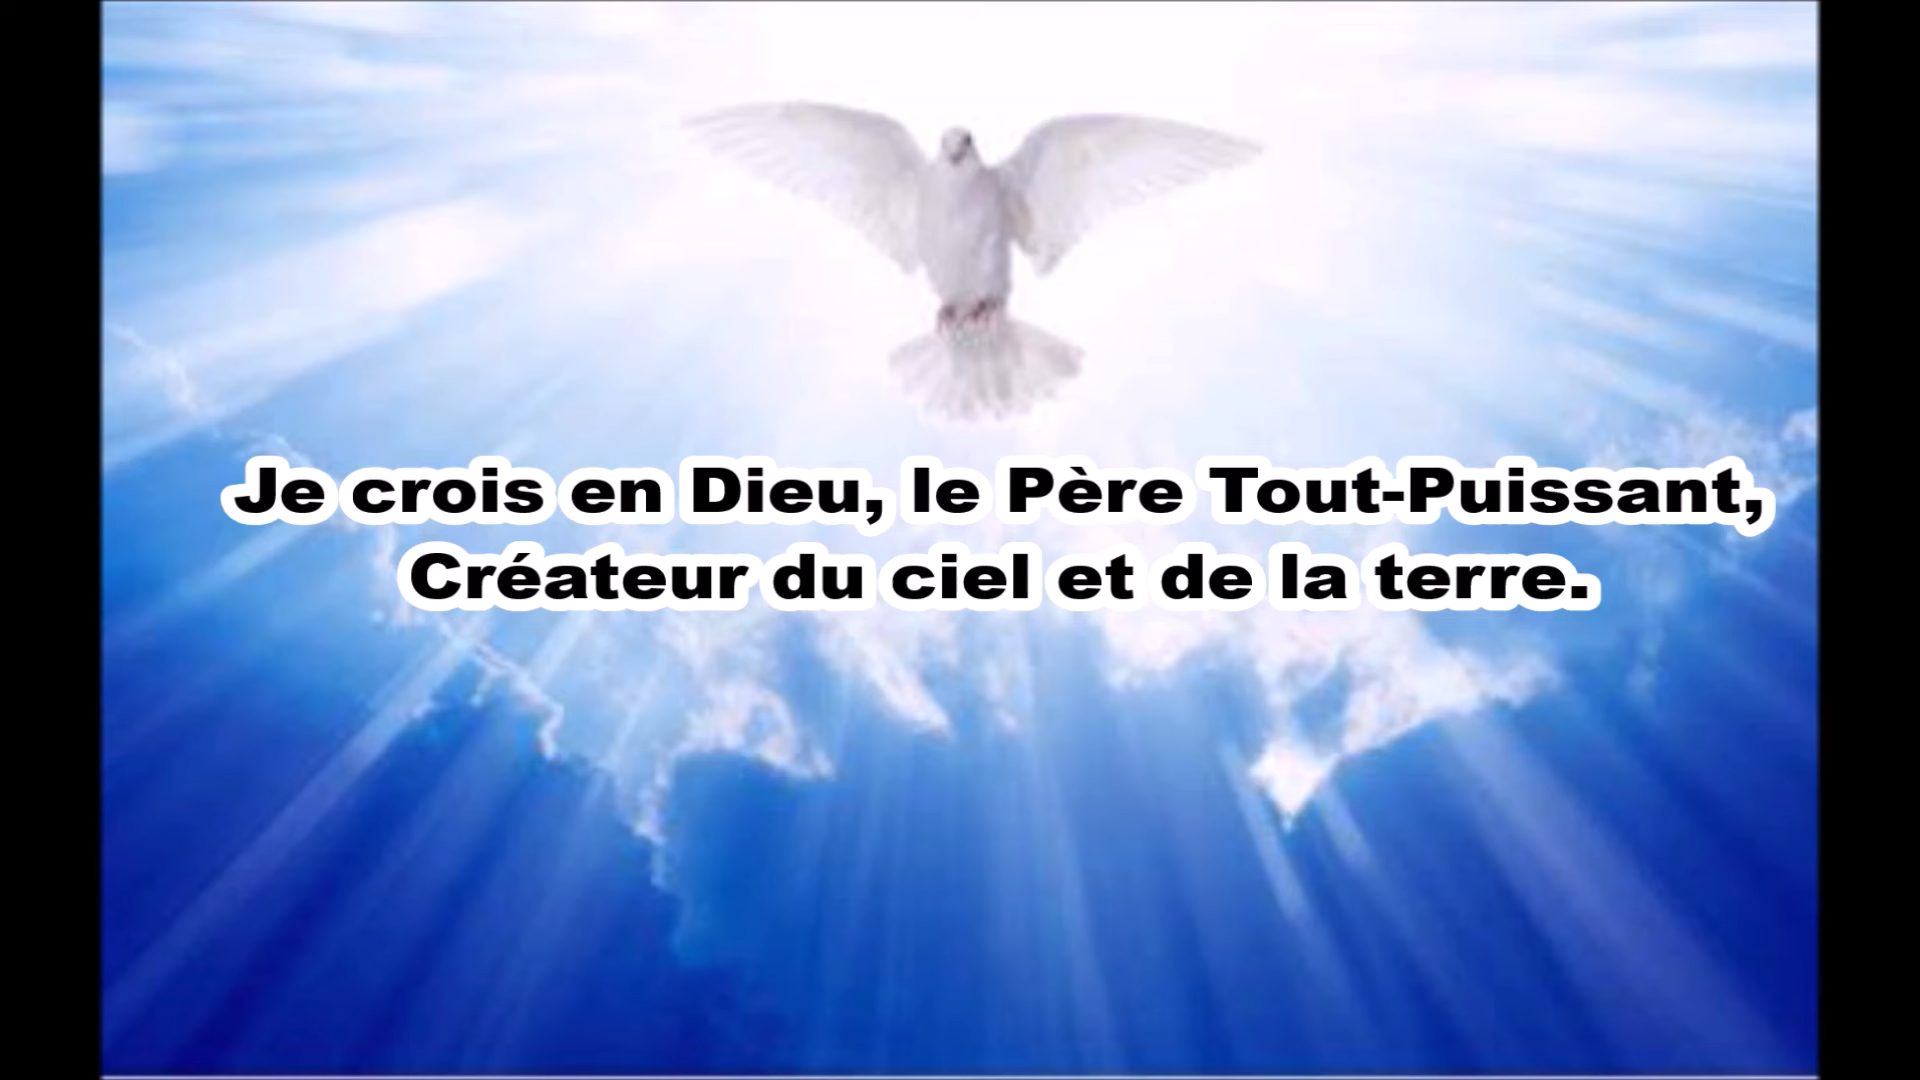 Je crois en Dieu, le Père Tout-Puissant,
Créateur du ciel et de la terre.